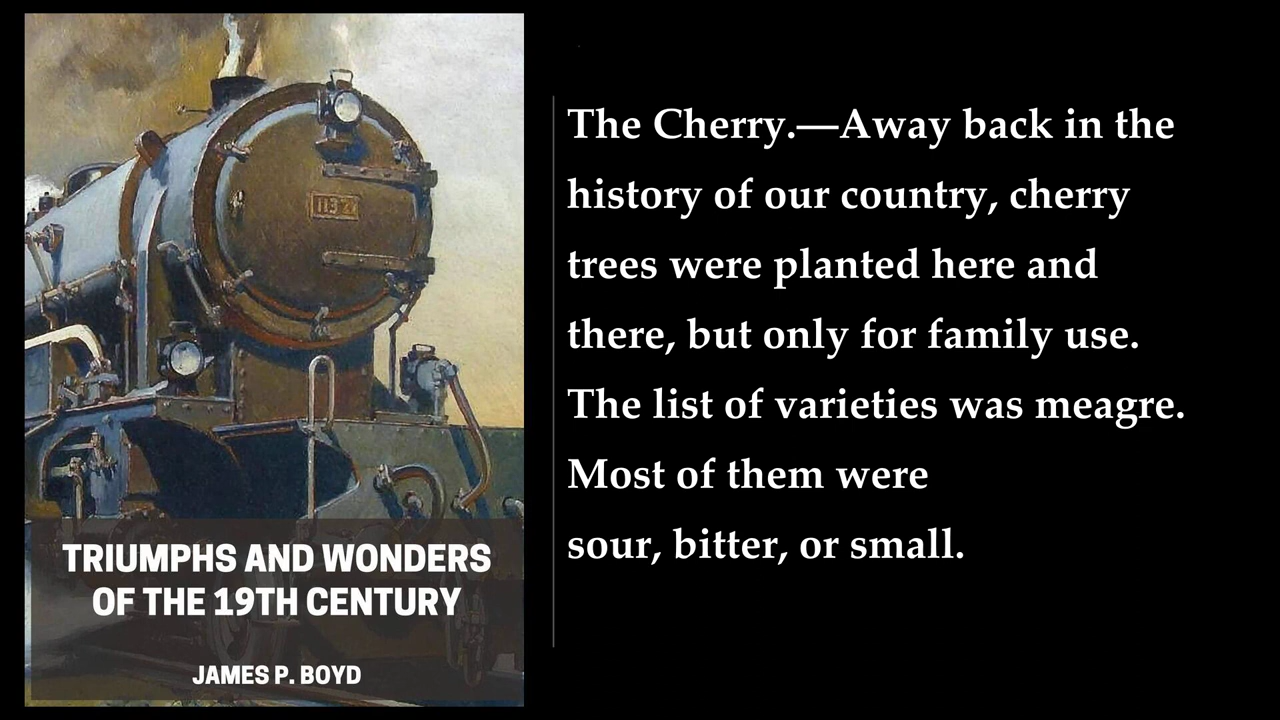 The Cherry.—Away back in the
history of our country, cherry
trees were planted here and
there, but only for family use.
The list of varieties was meagre.
Most of them were
sour, bitter, or small.
1132
TRIUMPHS AND WONDERS
OF THE 19TH CENTURY
JAMES P. BOYD